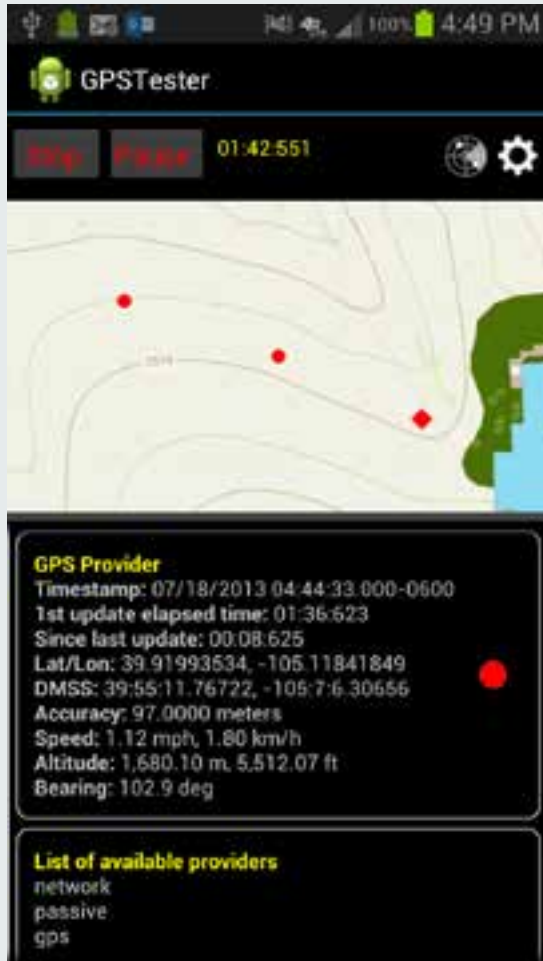 100% 4:49 PM
GPSTester
Stop Pause 01:42:551
GPS Provider
Timestamp: 07/18/2013 04:44:33.000-0600
1st update elapsed time: 01:36:623
Since last update: 00:08:625
Lat/Lon: 39.91993534, -105.11841849
DMSS: 39:55:11.76722, -105:7:6.30656
Accuracy: 97.0000 meters
Speed: 1.12 mph, 1.80 km/h
Altitude: 1,680.10 m, 5,512.07 ft
Bearing: 102.9 deg
List of available providers
network
passive
gps